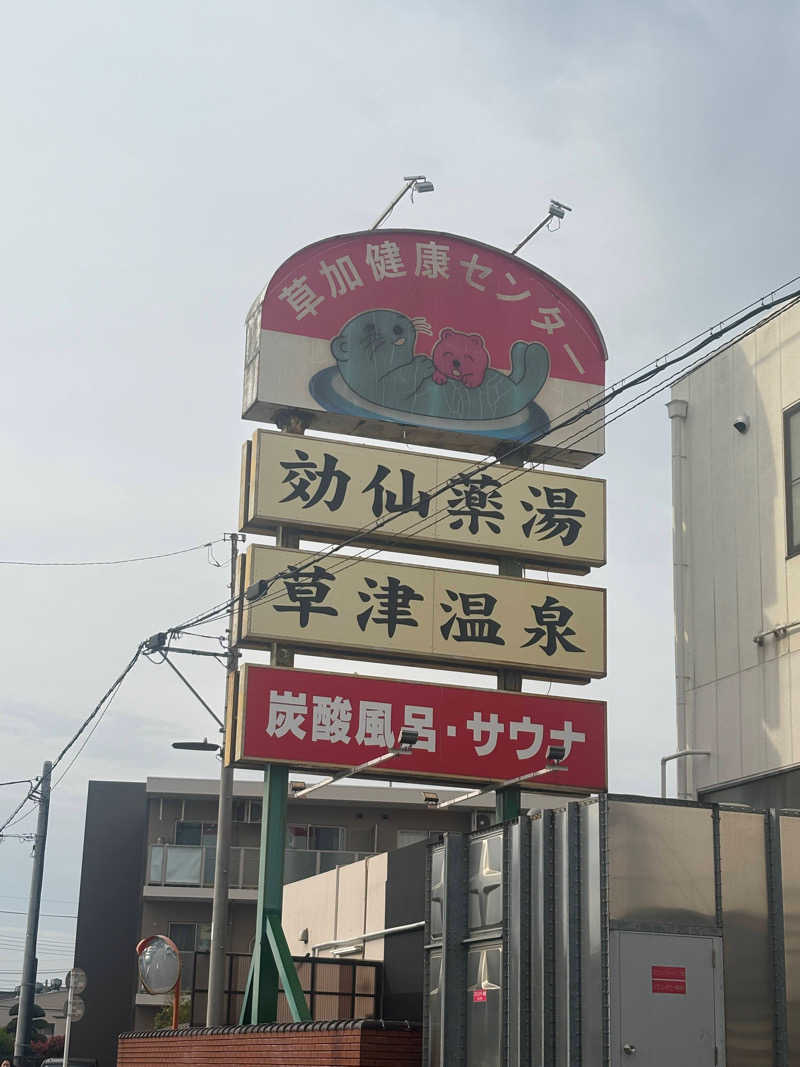 草加健康センター
効仙薬湯
草津温泉
炭酸風呂・サウナ